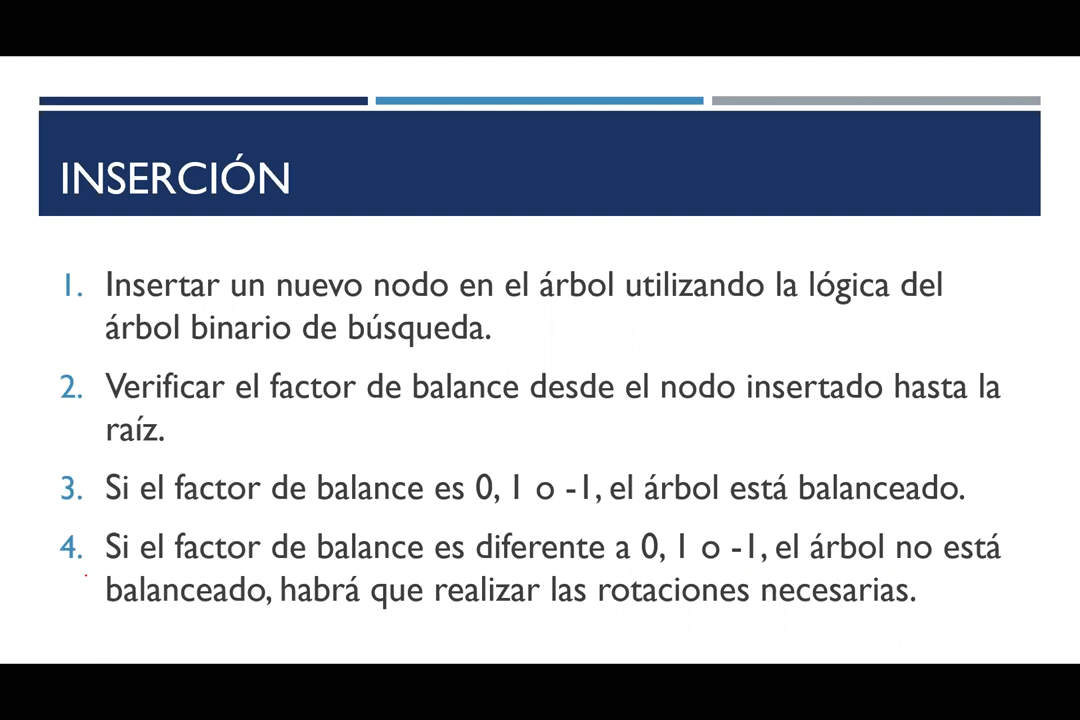 INSERCIÓN
1. Insertar un nuevo nodo en el árbol utilizando la lógica del
árbol binario de búsqueda.
2. Verificar el factor de balance desde el nodo insertado hasta la
raíz.
3. Si el factor de balance es 0, 1 o -1, el árbol está balanceado.
4. Si el factor de balance es diferente a 0, 1 o -1, el árbol no está
balanceado, habrá que realizar las rotaciones necesarias.